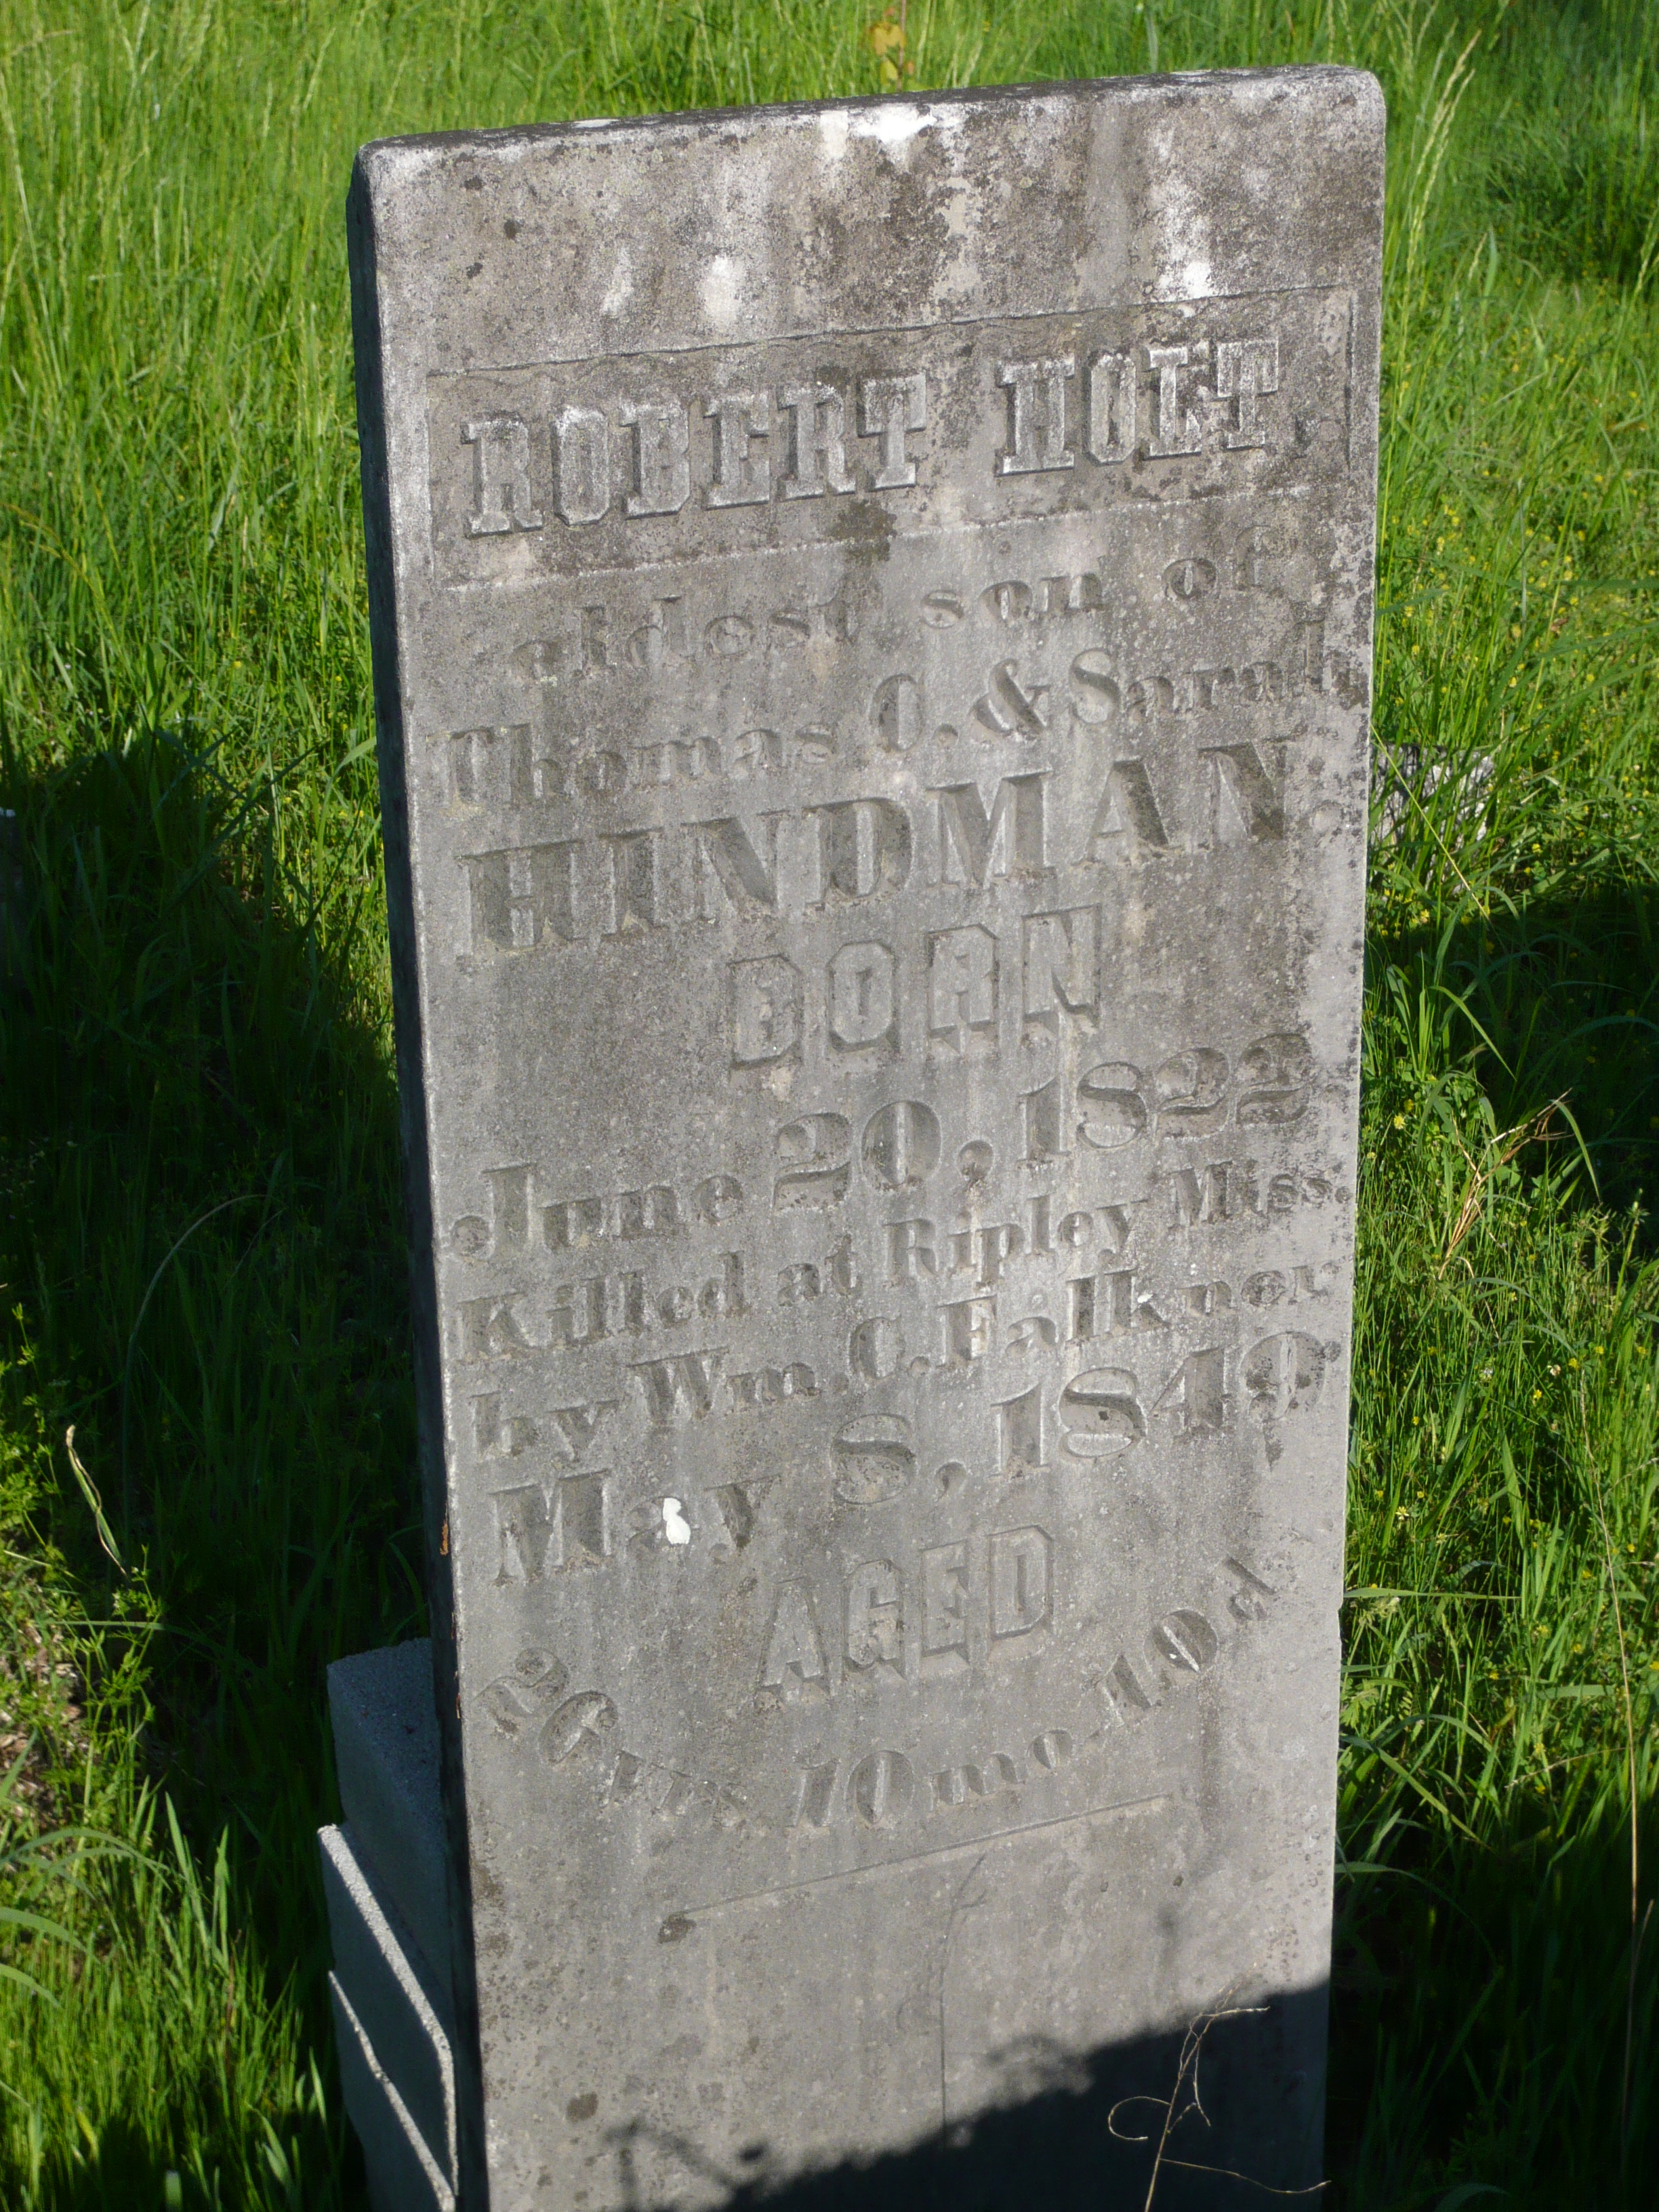 ROBERT HOLT,
eldest son of
Thomas C. & Sarah
HINDMAN.
BORN
June 20, 1822
Killed at Ripley Miss.
by Wm. C. Falkner
May 8, 1849
AGED
26 yrs. 10 mo. 10 d